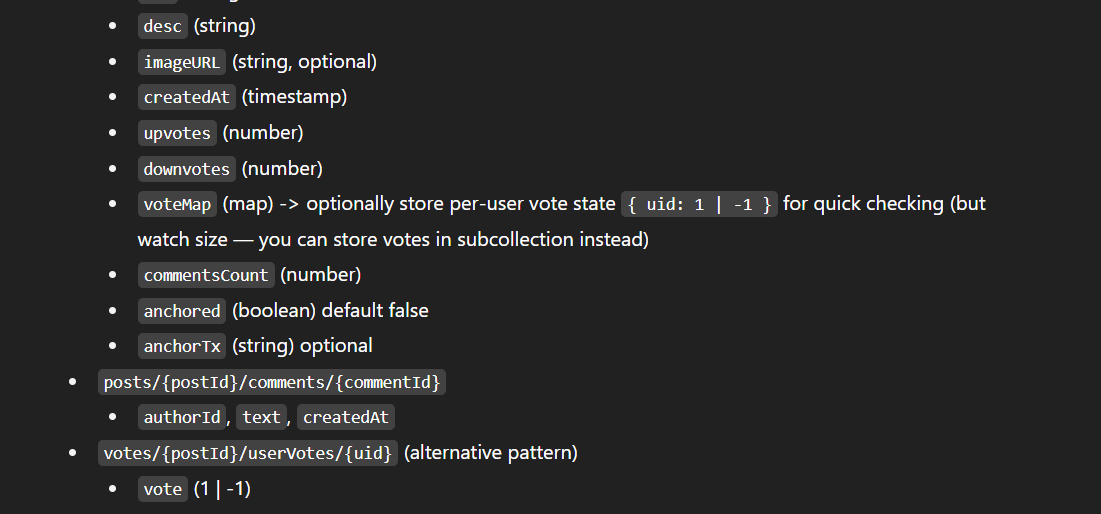 desc (string)
imageURL (string, optional)
createdAt (timestamp)
upvotes (number)
downvotes (number)
voteMap (map) -> optionally store per-user vote state { uid: 1 | -1 } for quick checking (but
watch size — you can store votes in subcollection instead)
commentsCount (number)
anchored (boolean) default false
anchorTx (string) optional
posts/{postId}/comments/{commentId}
authorId, text, createdAt
votes/{postId}/userVotes/{uid} (alternative pattern)
vote (1 | -1)